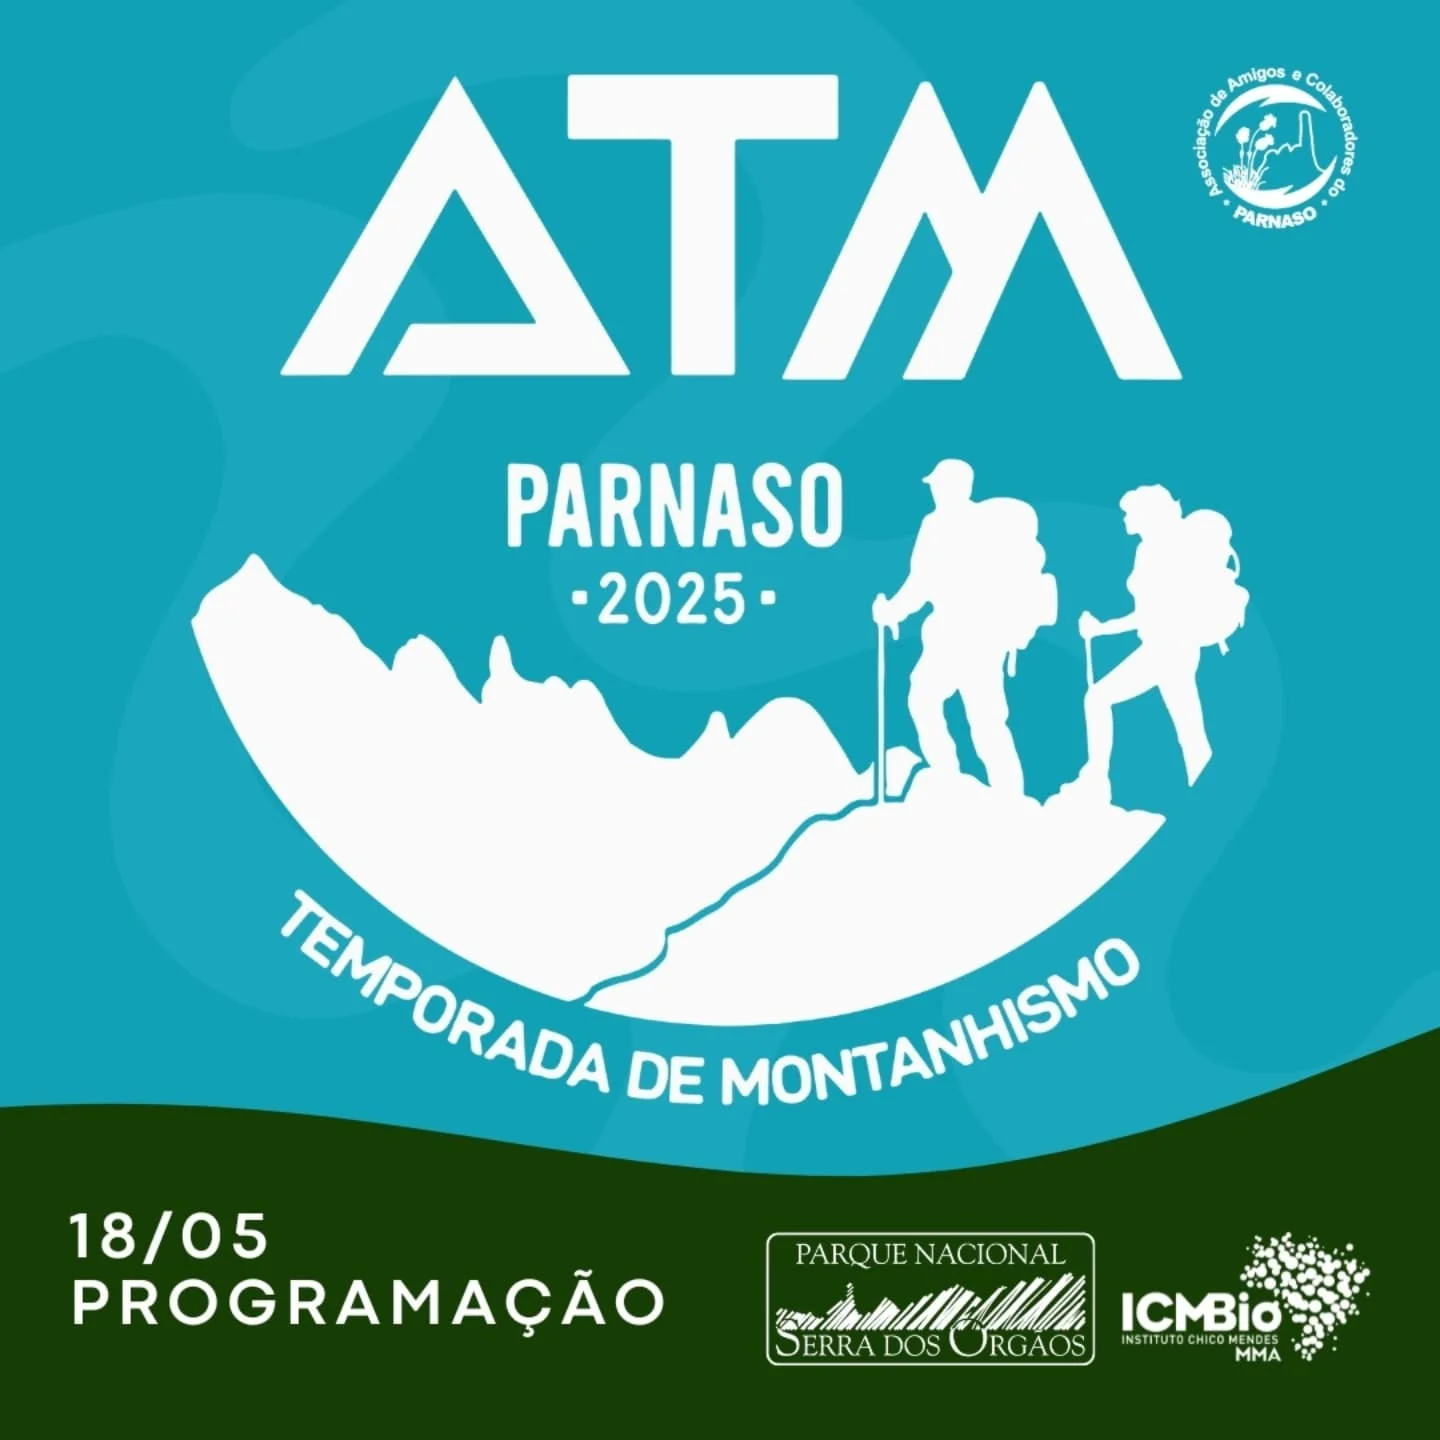 ATM
Associação de Amigos e Colaboradores do
• PARNASO •
PARNASO
·2025·
TEMPORADA DE MONTANHISMO
18/05
PROGRAMAÇÃO
PARQUE NACIONAL
SERRA DOS ÓRGÃOS
ICMBio
INSTITUTO CHICO MENDES
MMA